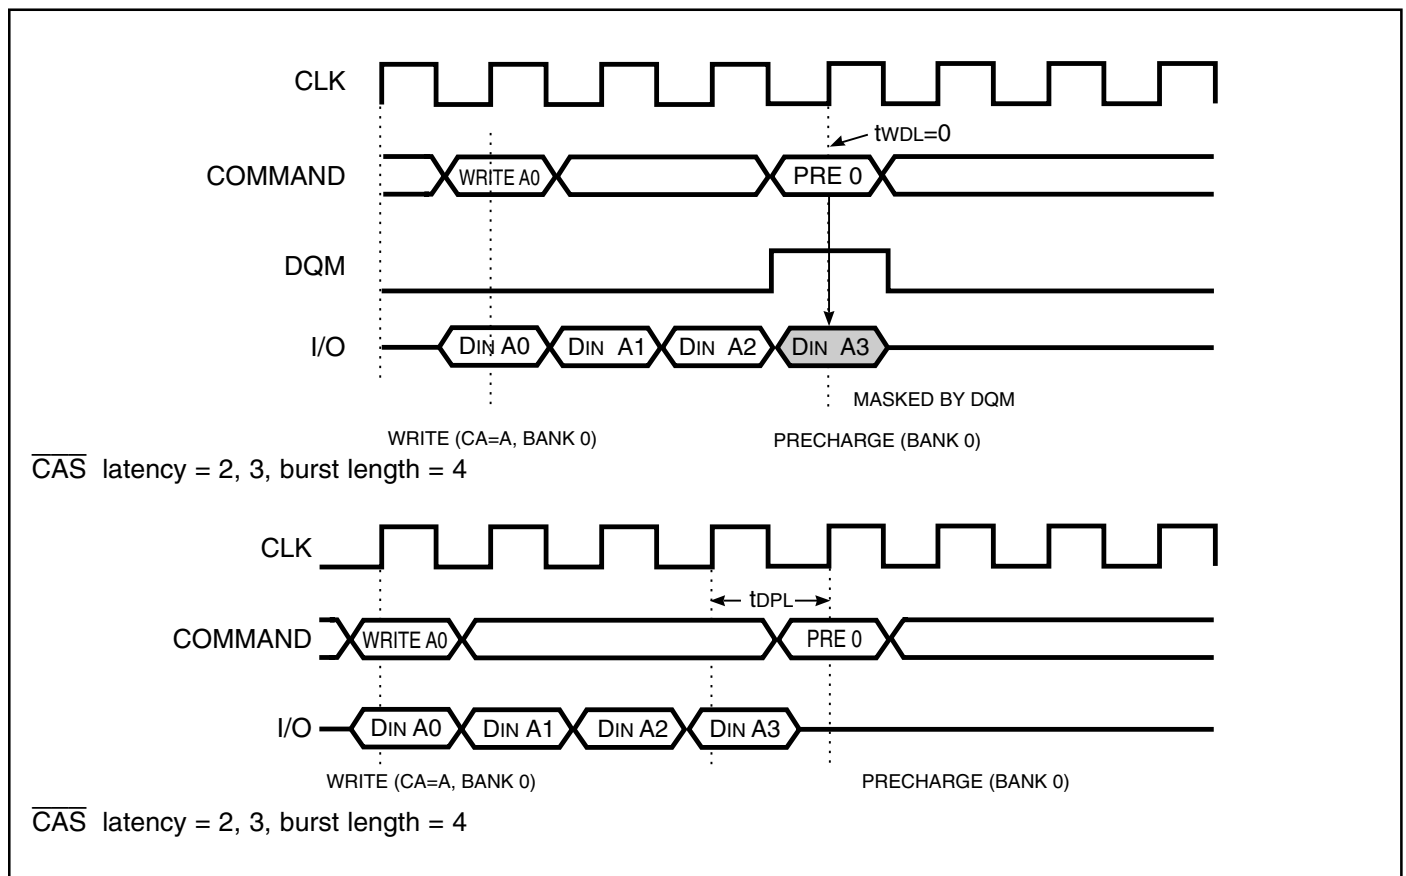 CLK
tWDL=0
COMMAND WRITE A0 PRE 0
DQM
I/O DIN A0 DIN A1 DIN A2 DIN A3
MASKED BY DQM
WRITE (CA=A, BANK 0) PRECHARGE (BANK 0)
CAS latency = 2, 3, burst length = 4
CLK
tDPL
COMMAND WRITE A0 PRE 0
I/O DIN A0 DIN A1 DIN A2 DIN A3
WRITE (CA=A, BANK 0) PRECHARGE (BANK 0)
CAS latency = 2, 3, burst length = 4